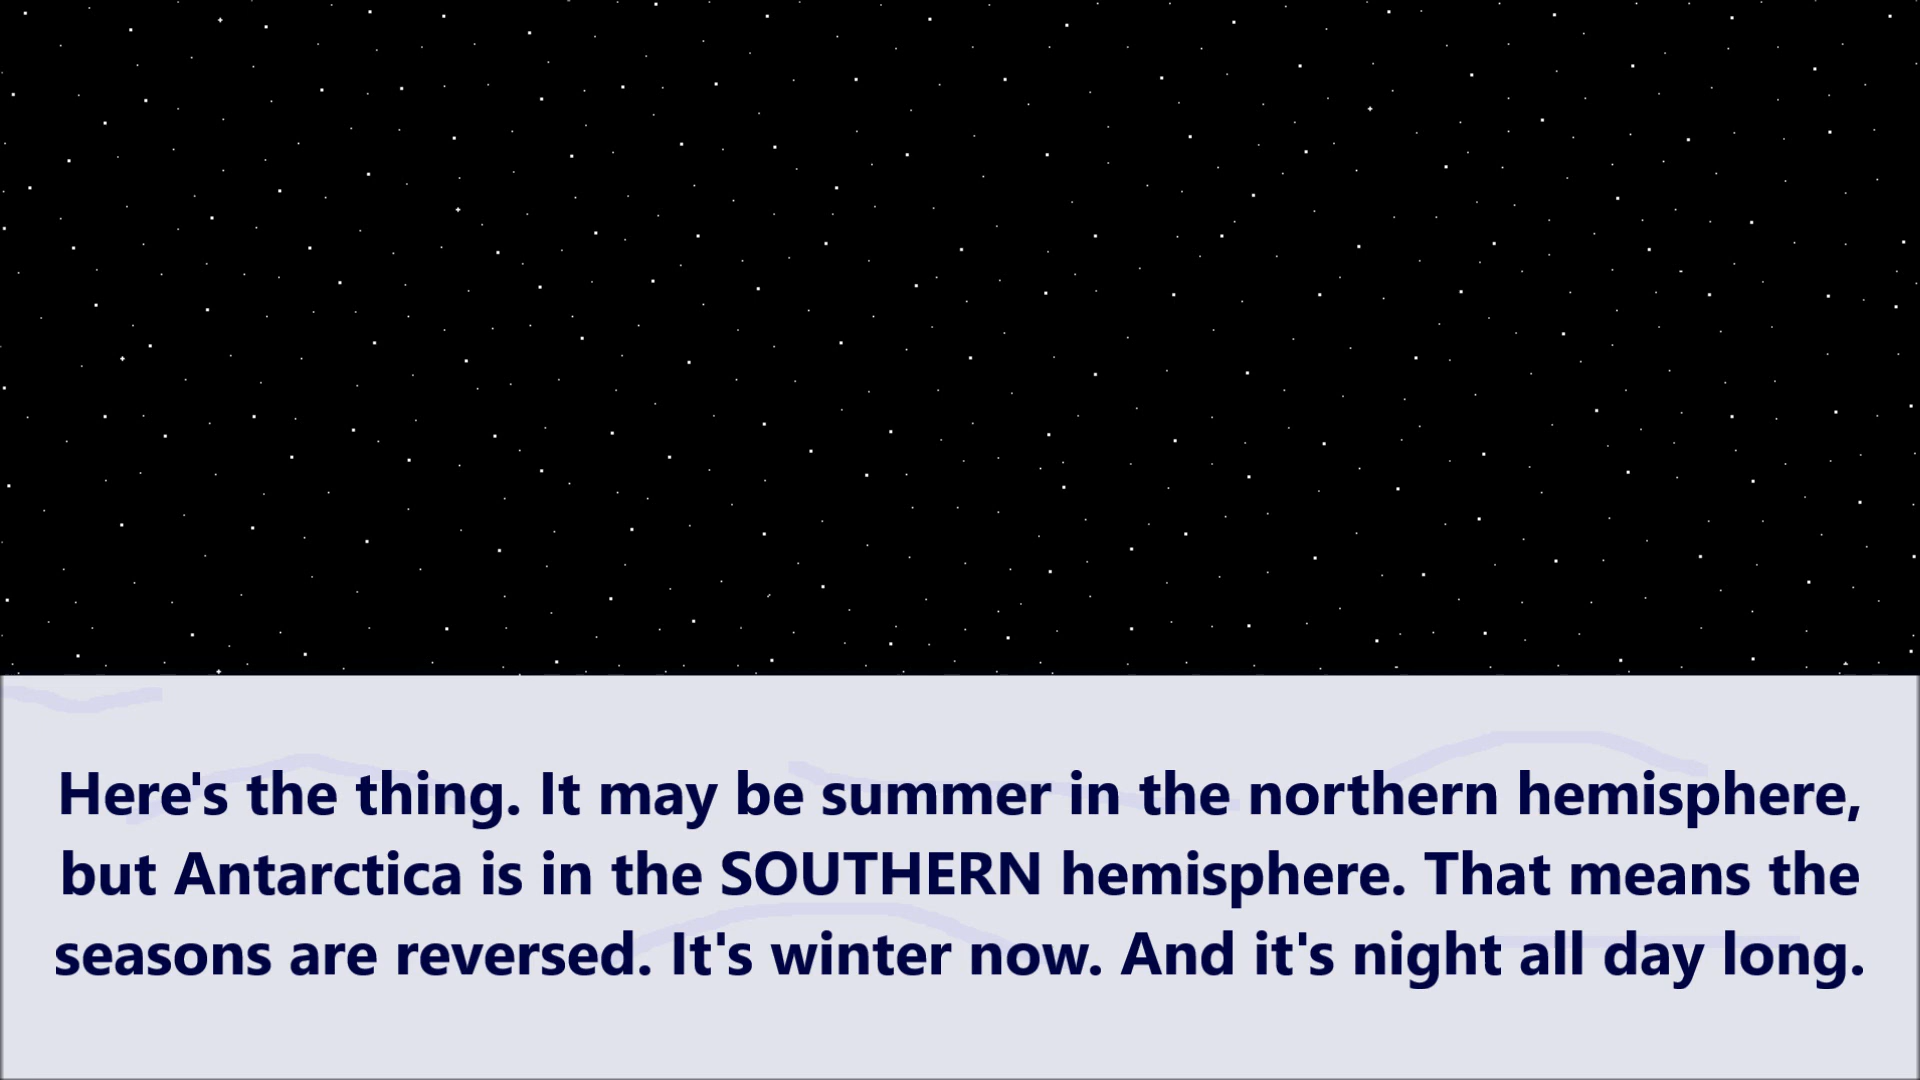 Here's the thing. It may be summer in the northern hemisphere,
but Antarctica is in the SOUTHERN hemisphere. That means the
seasons are reversed. It's winter now. And it's night all day long.